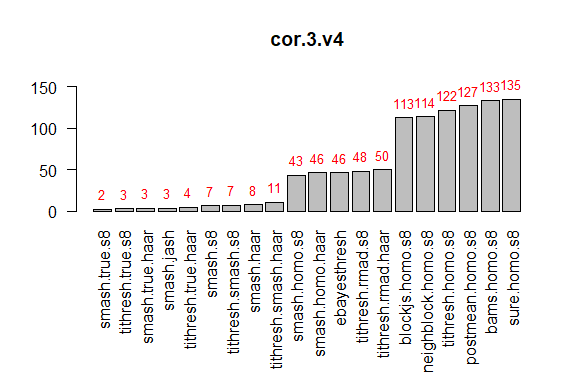 cor.3.v4
150
100
50
0
2
3
3
3
4
7
7
8
11
43
46
46
48
50
113
114
122
127
133
135
smash.true.s8
tithresh.true.s8
smash.true.haar
smash.jash
tithresh.true.haar
smash.s8
tithresh.smash.s8
smash.haar
tithresh.smash.haar
smash.homo.s8
smash.homo.haar
ebayesthresh
tithresh.rmad.s8
tithresh.rmad.haar
blockjs.homo.s8
neighblock.homo.s8
tithresh.homo.s8
postmean.homo.s8
bams.homo.s8
sure.homo.s8